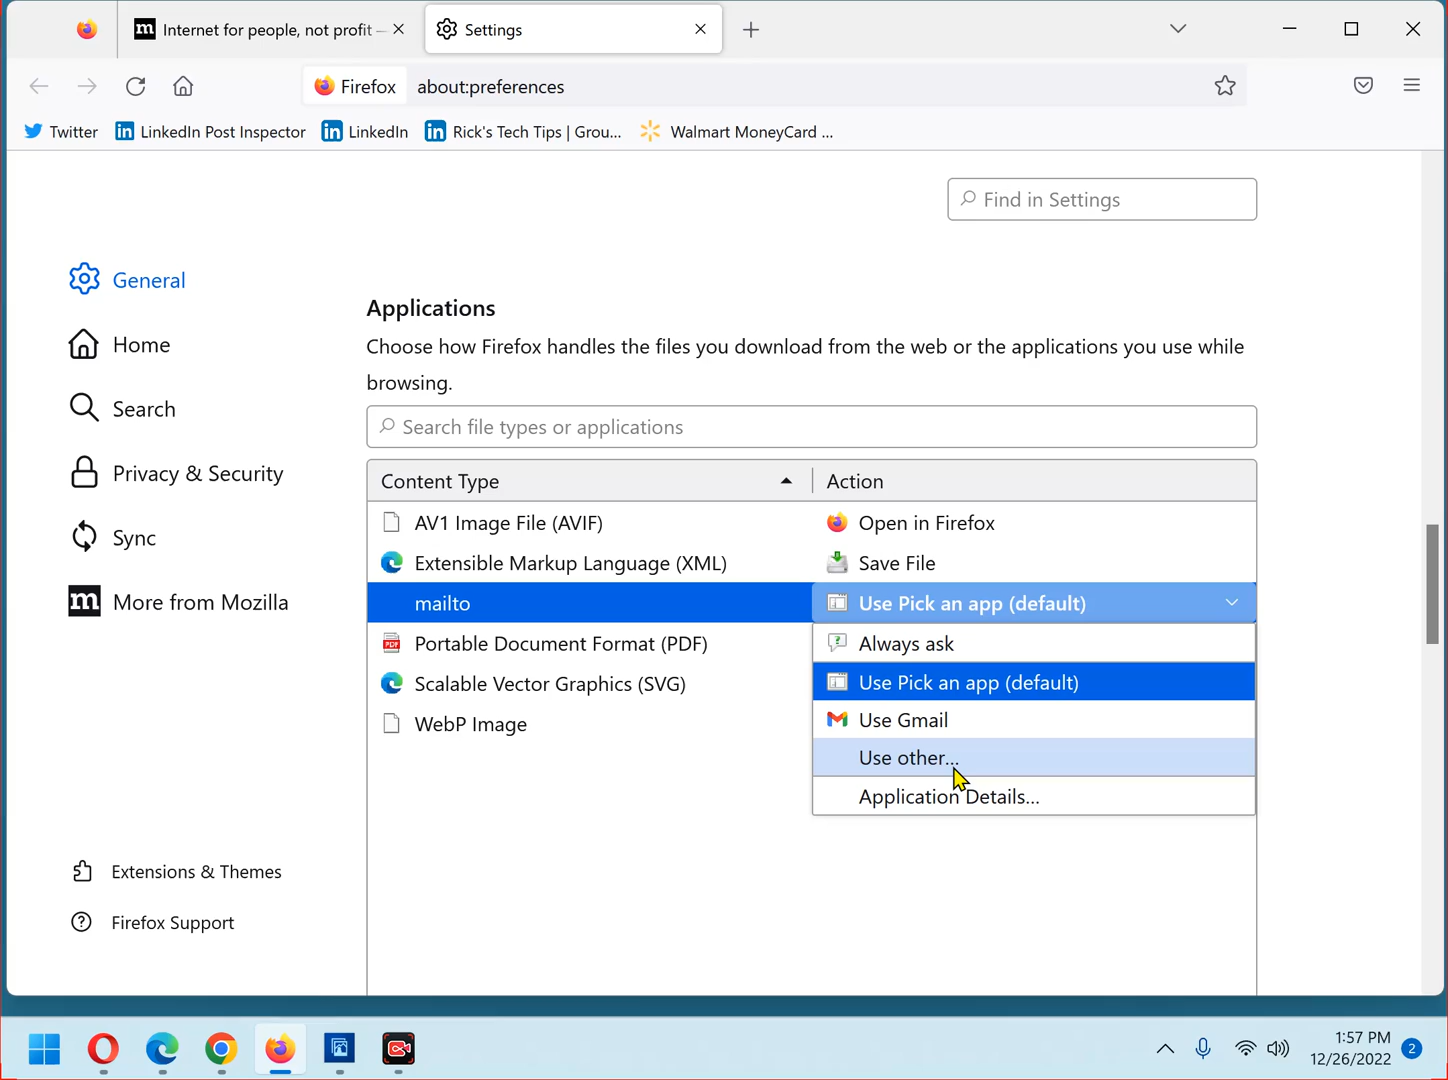 Internet for people, not profit —
Settings
Firefox
about:preferences
Twitter
LinkedIn Post Inspector
LinkedIn
Rick's Tech Tips | Grou...
Walmart MoneyCard ...
Find in Settings
General
Home
Search
Privacy & Security
Sync
More from Mozilla
Extensions & Themes
Firefox Support
Applications
Choose how Firefox handles the files you download from the web or the applications you use while
browsing.
Search file types or applications
Content Type Action
AV1 Image File (AVIF) Open in Firefox
Extensible Markup Language (XML) Save File
mailto Use Pick an app (default)
Portable Document Format (PDF)
Scalable Vector Graphics (SVG)
WebP Image
Always ask
Use Pick an app (default)
Use Gmail
Use other...
Application Details...
1:57 PM
12/26/2022
2